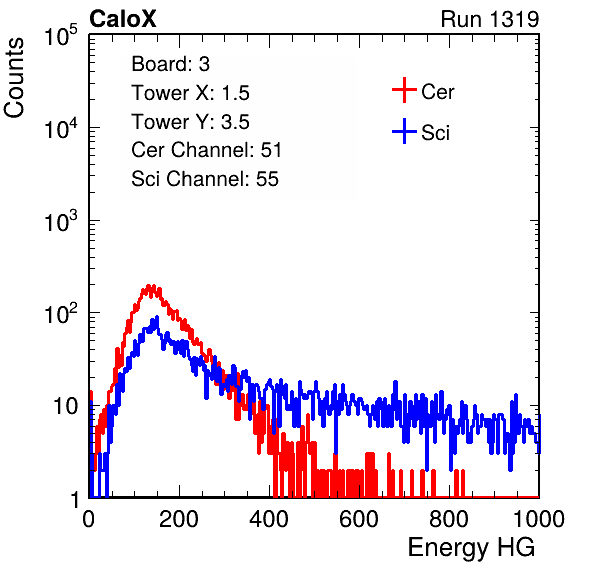 CaloX Run 1319
Counts
10^5
10^4
10^3
10^2
10
1
Board: 3
Tower X: 1.5
Tower Y: 3.5
Cer Channel: 51
Sci Channel: 55
Cer
Sci
0 200 400 600 800 1000
Energy HG